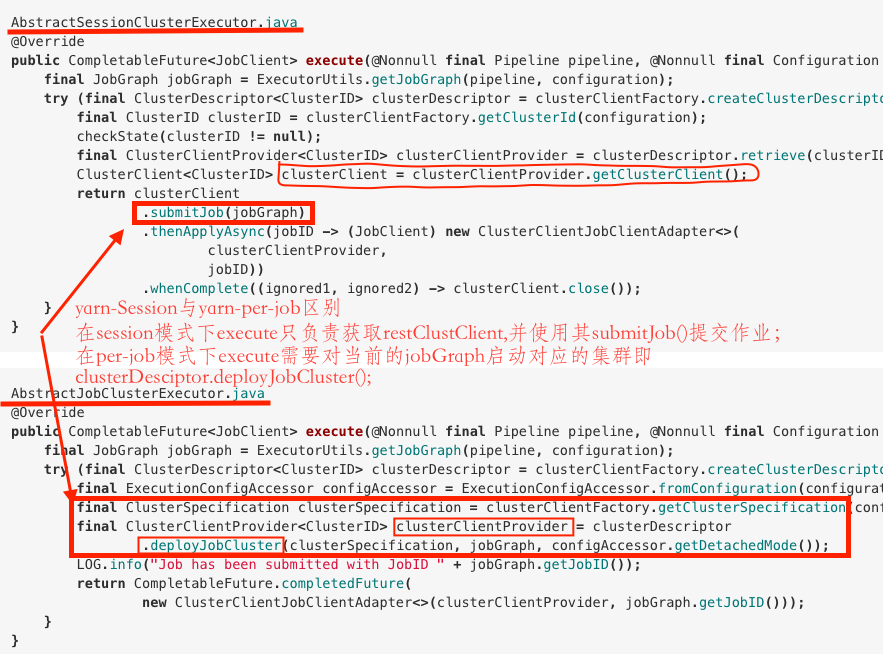 AbstractSessionClusterExecutor.java
@Override
public CompletableFuture<JobClient> execute(@Nonnull final Pipeline pipeline, @Nonnull final Configuration
final JobGraph jobGraph = ExecutorUtils.getJobGraph(pipeline, configuration);
try (final ClusterDescriptor<ClusterID> clusterDescriptor = clusterClientFactory.createClusterDescripto
final ClusterID clusterID = clusterClientFactory.getClusterId(configuration);
checkState(clusterID != null);
final ClusterClientProvider<ClusterID> clusterClientProvider = clusterDescriptor.retrieve(clusterID
ClusterClient<ClusterID> clusterClient = clusterClientProvider.getClusterClient();
return clusterClient
.submitJob(jobGraph)
.thenApplyAsync(jobID -> (JobClient) new ClusterClientJobClientAdapter<>(
clusterClientProvider,
jobID))
.whenComplete((ignored1, ignored2) -> clusterClient.close());
}
yarn-Session与yarn-per-job区别
}
在session模式下execute只负责获取restClustClient,并使用其submitJob()提交作业;
在per-job模式下execute需要对当前的jobGraph启动对应的集群即
clusterDesciptor.deployJobCluster();
AbstractJobClusterExecutor.java
@Override
public CompletableFuture<JobClient> execute(@Nonnull final Pipeline pipeline, @Nonnull final Configuration
final JobGraph jobGraph = ExecutorUtils.getJobGraph(pipeline, configuration);
try (final ClusterDescriptor<ClusterID> clusterDescriptor = clusterClientFactory.createClusterDescripto
final ExecutionConfigAccessor configAccessor = ExecutionConfigAccessor.fromConfiguration(configurat
final ClusterSpecification clusterSpecification = clusterClientFactory.getClusterSpecification(conf
final ClusterClientProvider<ClusterID> clusterClientProvider = clusterDescriptor
.deployJobCluster(clusterSpecification, jobGraph, configAccessor.getDetachedMode());
LOG.info("Job has been submitted with JobID " + jobGraph.getJobID());
return CompletableFuture.completedFuture(
new ClusterClientJobClientAdapter<>(clusterClientProvider, jobGraph.getJobID()));
}
}